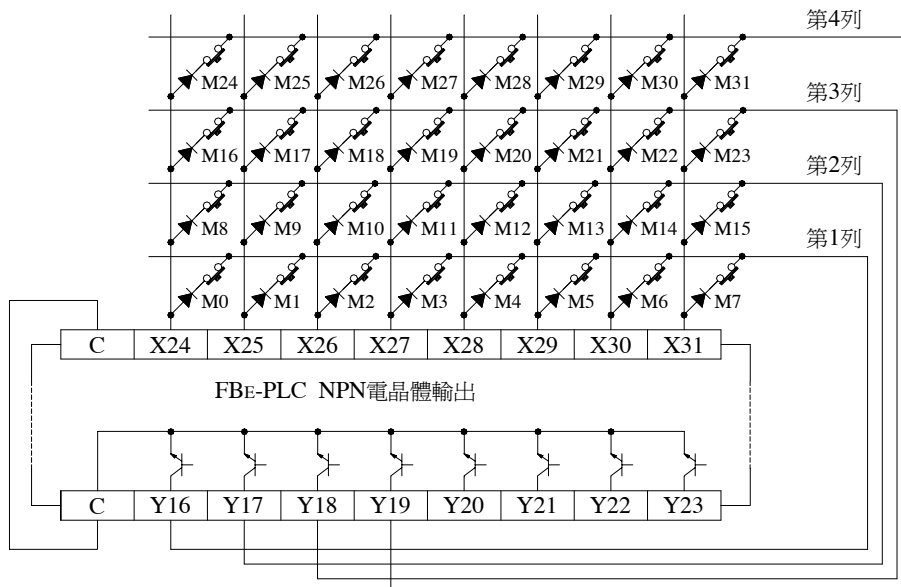 第4列
M24 M25 M26 M27 M28 M29 M30 M31
第3列
M16 M17 M18 M19 M20 M21 M22 M23
第2列
M8 M9 M10 M11 M12 M13 M14 M15
第1列
M0 M1 M2 M3 M4 M5 M6 M7
C X24 X25 X26 X27 X28 X29 X30 X31
FBE-PLC NPN電晶體輸出
C Y16 Y17 Y18 Y19 Y20 Y21 Y22 Y23